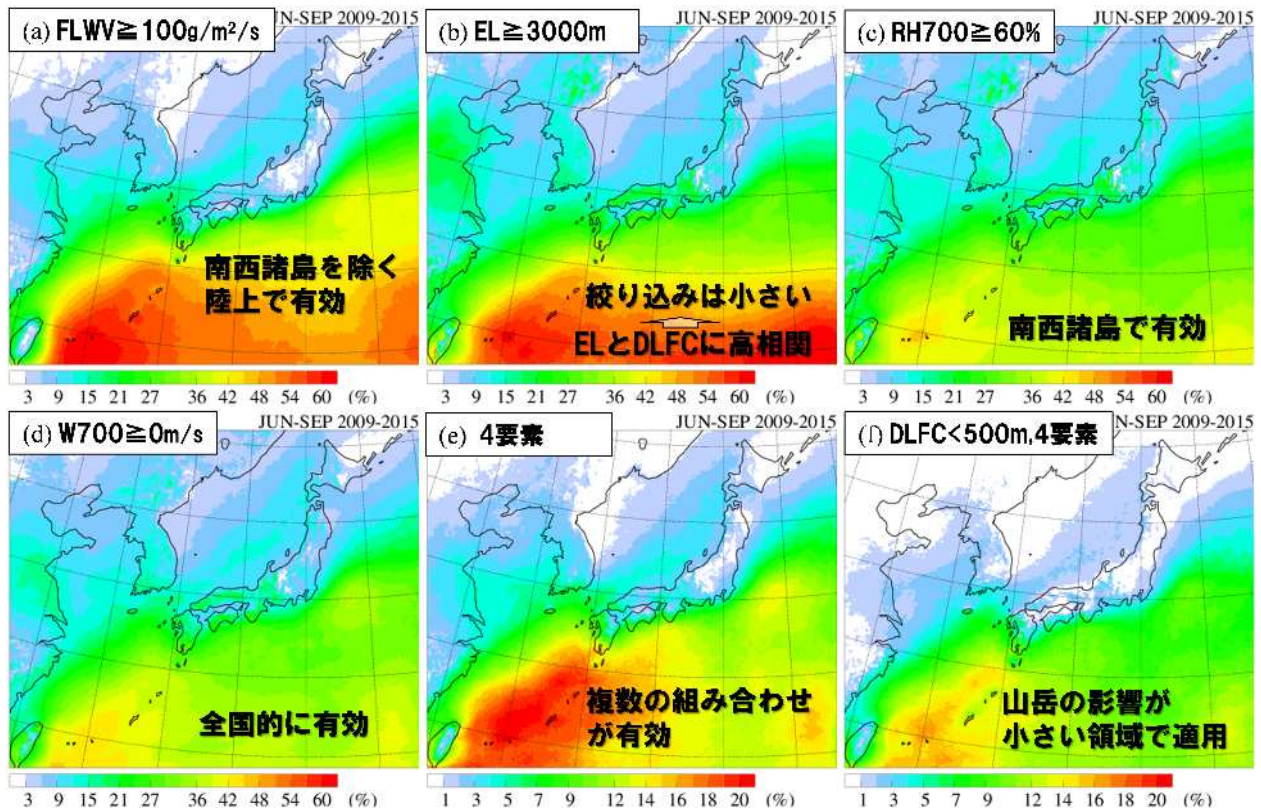 (a) FLWV≧100g/m²/s
JUN-SEP 2009-2015
南西諸島を除く
陸上で有効
3 9 15 21 27 36 42 48 54 60 (%)
(b) EL≧3000m
JUN-SEP 2009-2015
絞り込みは小さい
ELとDLFCに高相関
3 9 15 21 27 36 42 48 54 60 (%)
(c) RH700≧60%
JUN-SEP 2009-2015
南西諸島で有効
3 9 15 21 27 36 42 48 54 60 (%)
(d) W700≧0m/s
JUN-SEP 2009-2015
全国的に有効
3 9 15 21 27 36 42 48 54 60 (%)
(e) 4要素
JUN-SEP 2009-2015
複数の組み合わせ
が有効
1 3 5 7 9 12 14 16 18 20 (%)
(f) DLFC<500m,4要素
JUN-SEP 2009-2015
山岳の影響が
小さい領域で適用
1 3 5 7 9 12 14 16 18 20 (%)